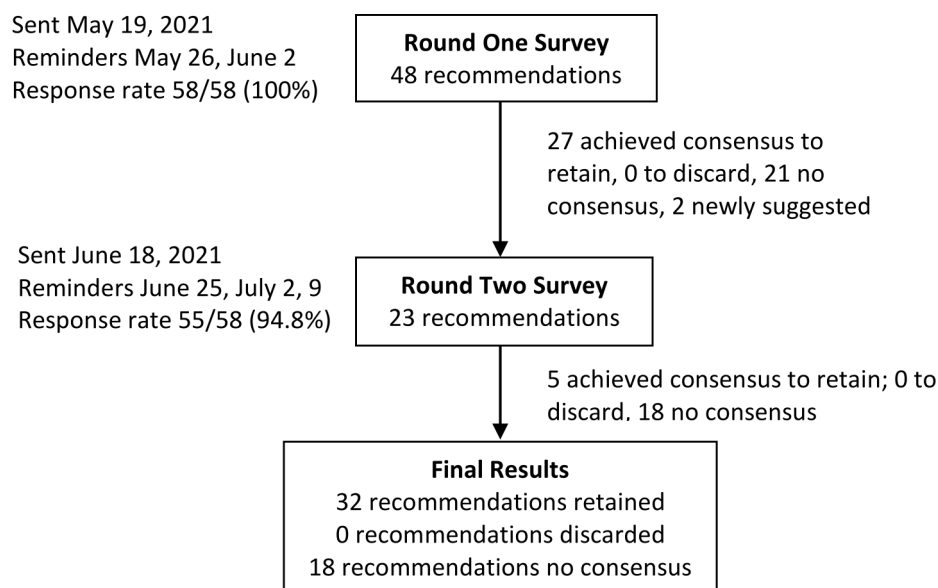 Sent May 19, 2021
Reminders May 26, June 2
Response rate 58/58 (100%)
Round One Survey
48 recommendations
27 achieved consensus to
retain, 0 to discard, 21 no
consensus, 2 newly suggested
Sent June 18, 2021
Reminders June 25, July 2, 9
Response rate 55/58 (94.8%)
Round Two Survey
23 recommendations
5 achieved consensus to retain; 0 to
discard, 18 no consensus
Final Results
32 recommendations retained
0 recommendations discarded
18 recommendations no consensus